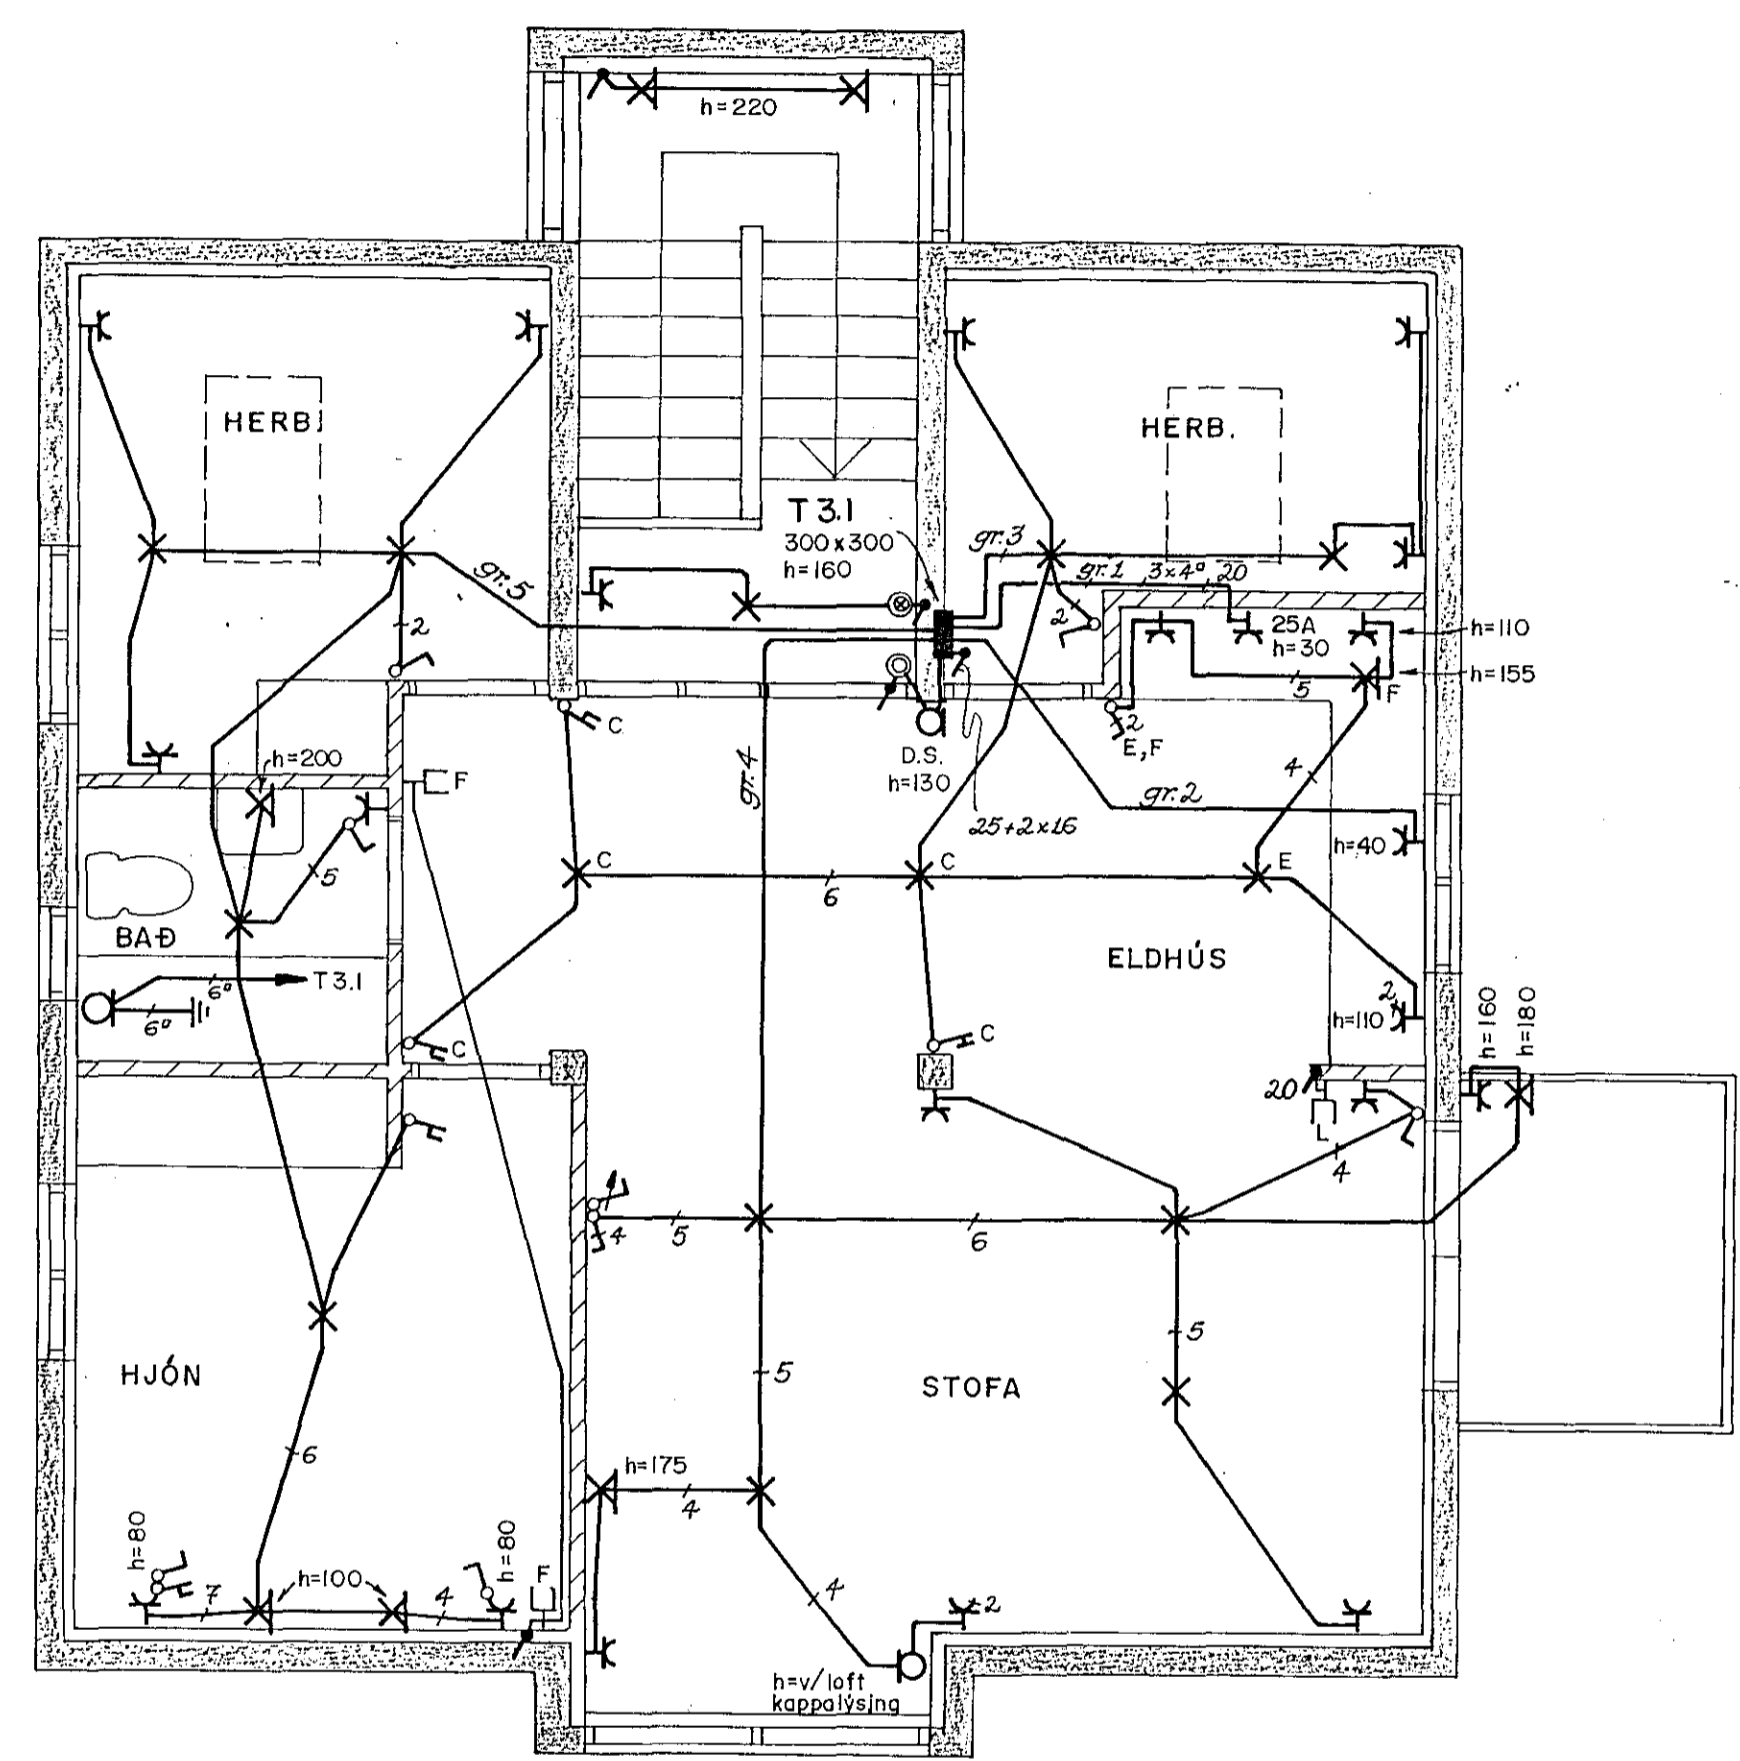 h=220
HERB.
HERB.
T 3.1
300x300
h=160
gr.3
gr.1 3x4° 20
gr.5
2
2
25A
h=30
h=110
h=155
5
F
C
2
E,F
D.S.
h=130
gr.4
gr.2
4
25+2x16
h=200
F
5
h=40
C
C
E
6
BAÐ
ELDHÚS
6°
T3.1
6°
C
C
2
h=110
h=160
h=180
20
L
4
4
5
6
5
5
HJÓN
STOFA
6
h=175
4
h=80
h=100
h=80
F
7
4
4
2
h=v/loft
kappalýsing